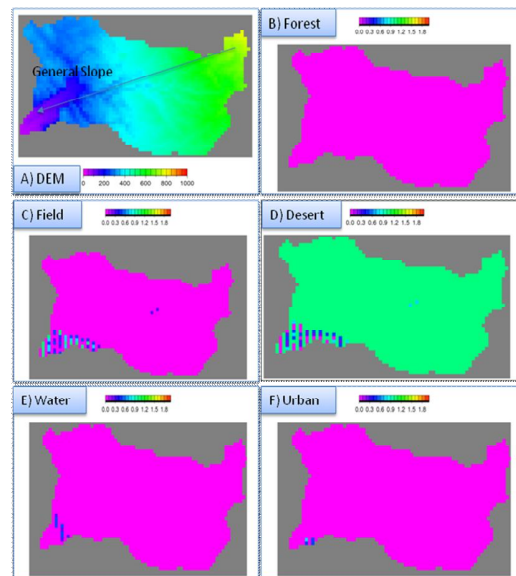 General Slope
A) DEM
0 200 400 600 800 1000
B) Forest
0.0 0.3 0.6 0.9 1.2 1.5 1.8
C) Field
0.0 0.3 0.6 0.9 1.2 1.5 1.8
D) Desert
0.0 0.3 0.6 0.9 1.2 1.5 1.8
E) Water
0.0 0.3 0.6 0.9 1.2 1.5 1.8
F) Urban
0.0 0.3 0.6 0.9 1.2 1.5 1.8